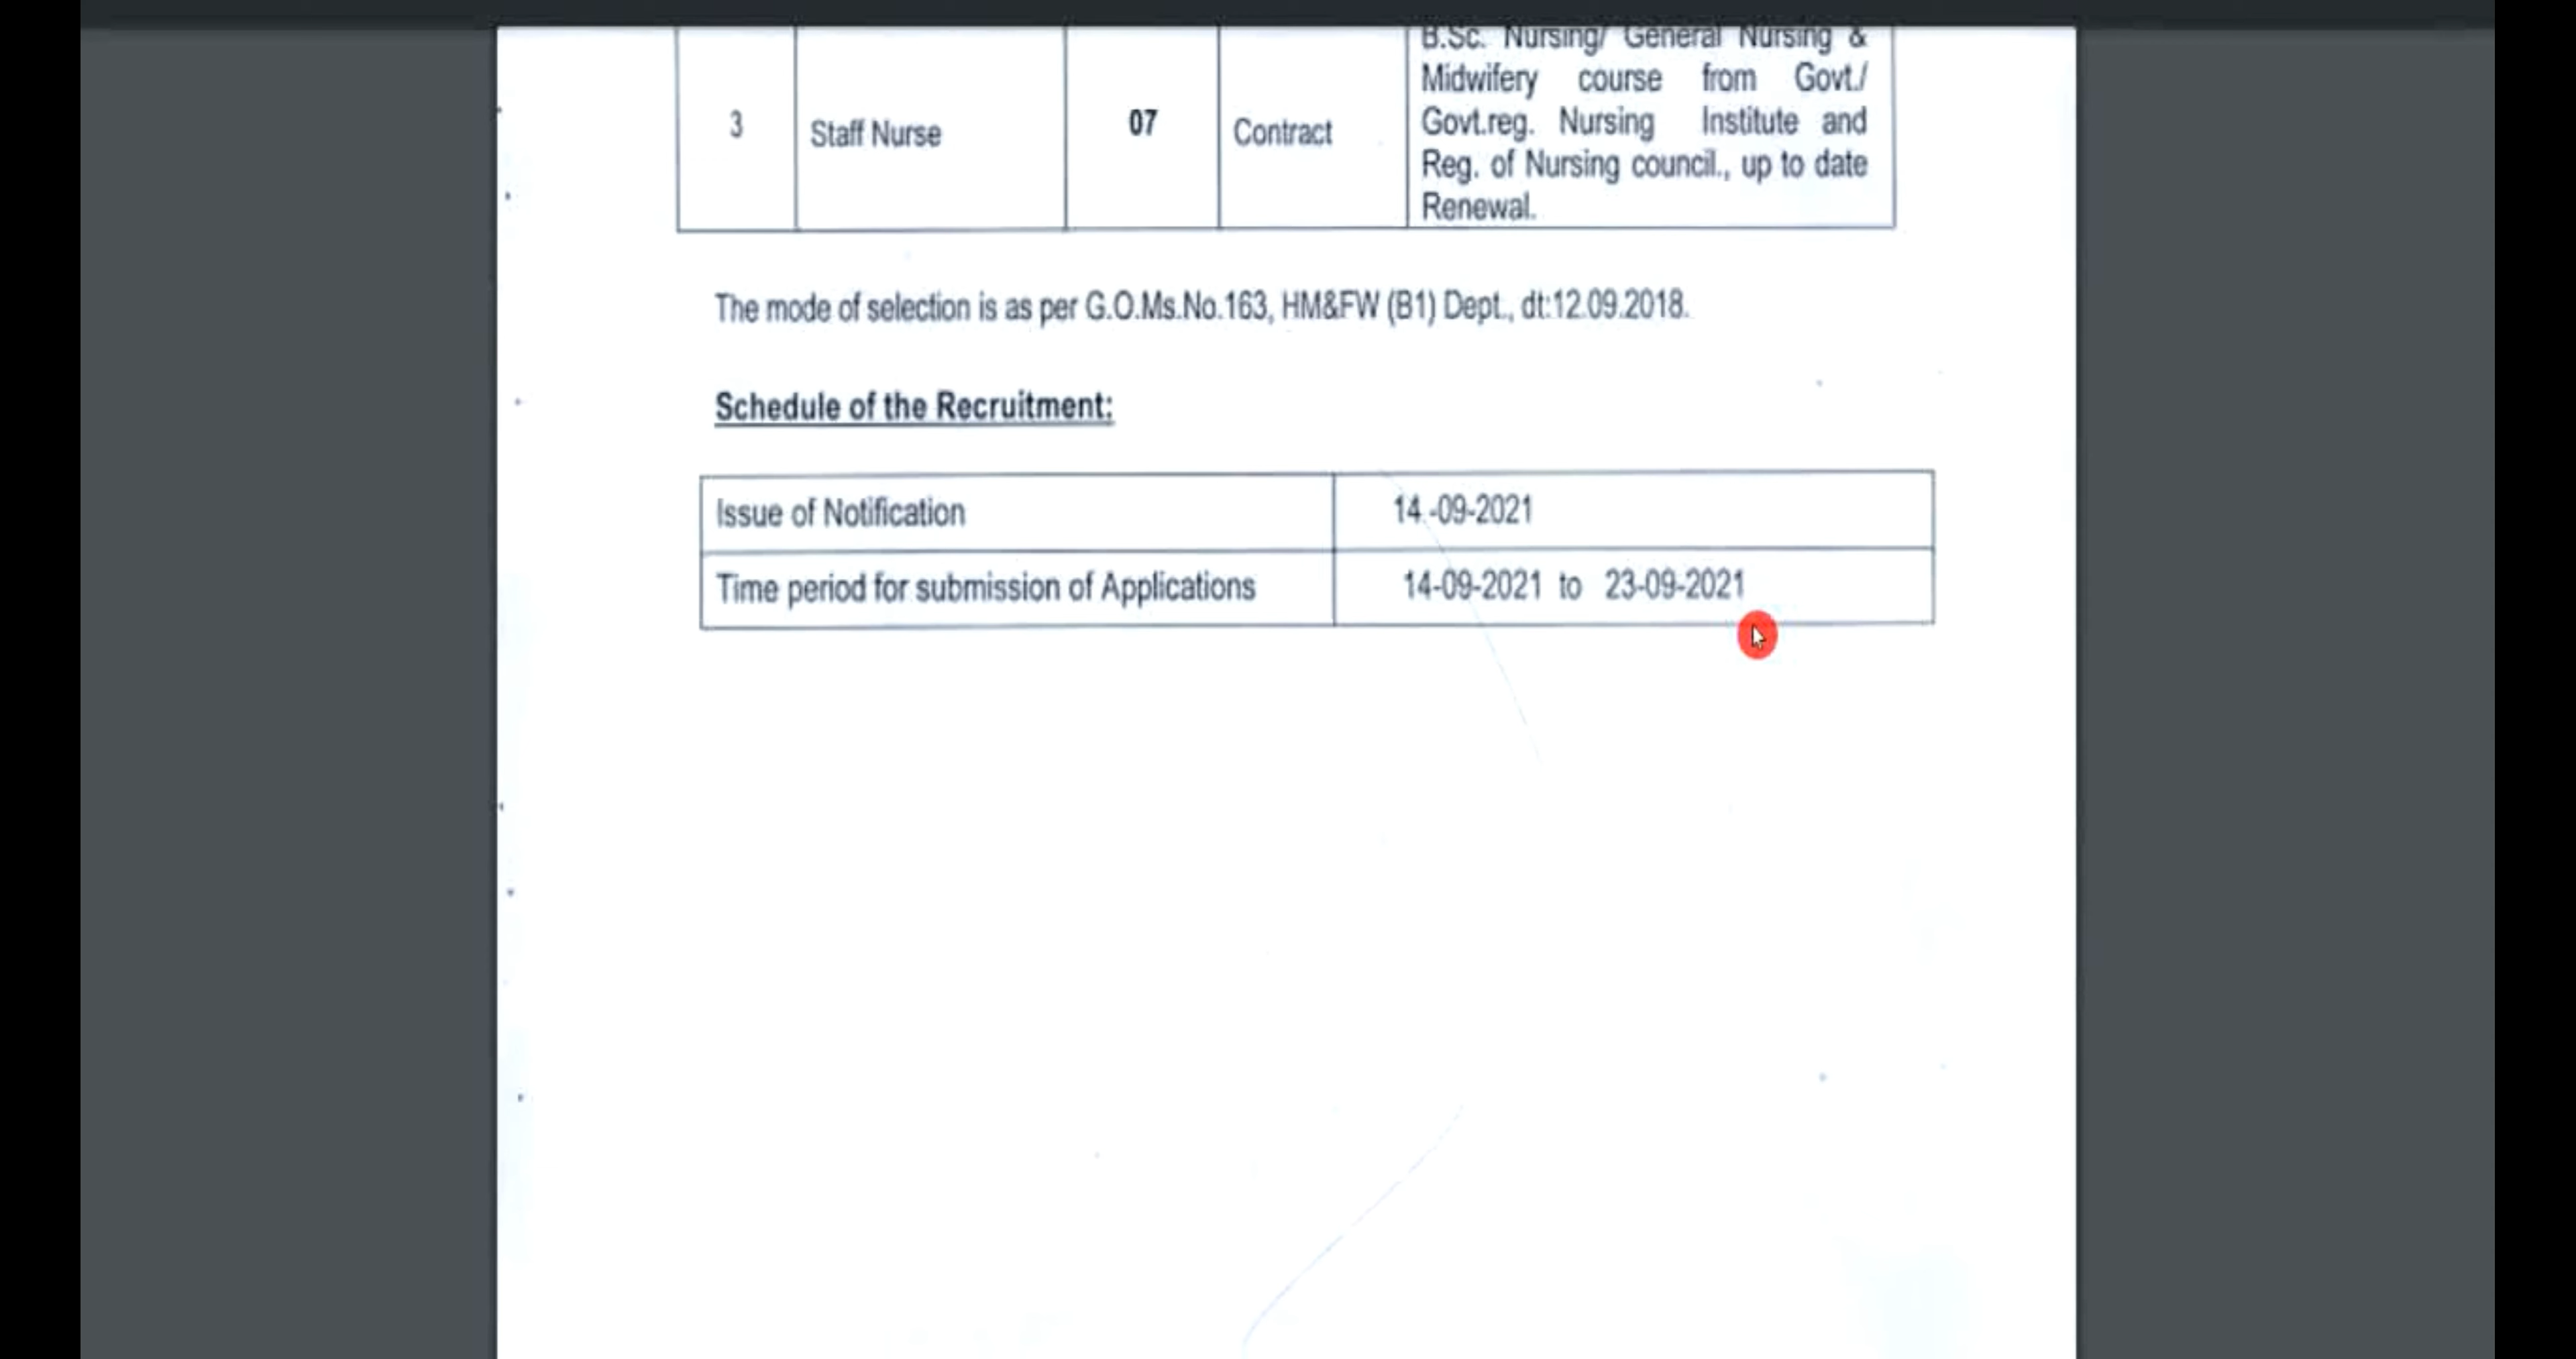 B.Sc. Nursing/ General Nursing &
Midwifery course from Govt./
3 Staff Nurse 07 Contract Govt.reg. Nursing Institute and
Reg. of Nursing council., up to date
Renewal.
The mode of selection is as per G.O.Ms.No.163, HM&FW (B1) Dept., dt:12.09.2018.
Schedule of the Recruitment:
Issue of Notification 14.-09-2021
Time period for submission of Applications 14-09-2021 to 23-09-2021